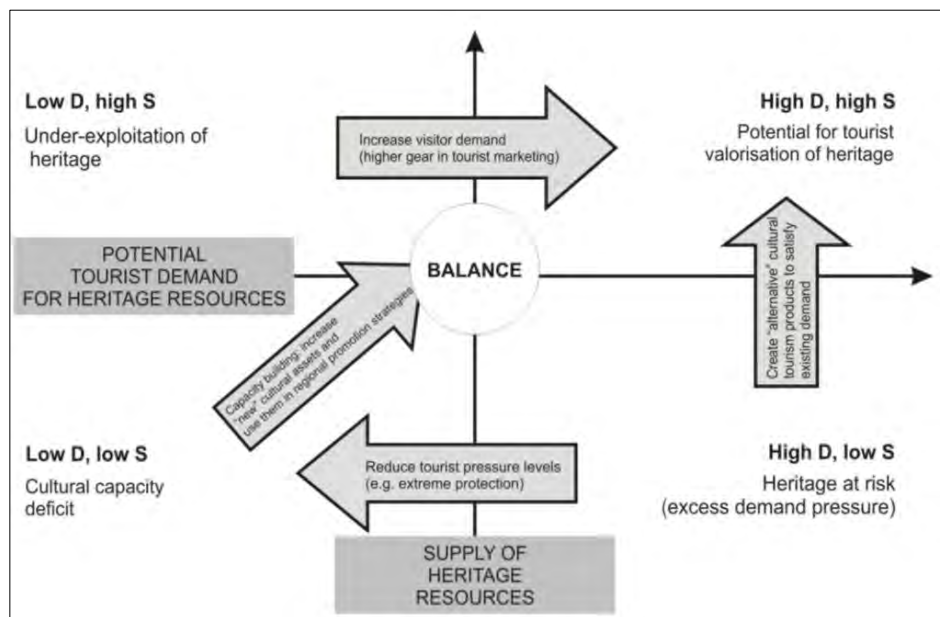 Low D, high S
Under-exploitation of
heritage
Increase visitor demand
(higher gear in tourist marketing)
High D, high S
Potential for tourist
valorisation of heritage
POTENTIAL
TOURIST DEMAND
FOR HERITAGE RESOURCES
BALANCE
Create "alternative" cultural
tourism products to satisfy
existing demand
Capacity building: increase
"new" cultural assets and
use them in regional promotion strategies
Low D, low S
Cultural capacity
deficit
Reduce tourist pressure levels
(e.g. extreme protection)
High D, low S
Heritage at risk
(excess demand pressure)
SUPPLY OF
HERITAGE
RESOURCES